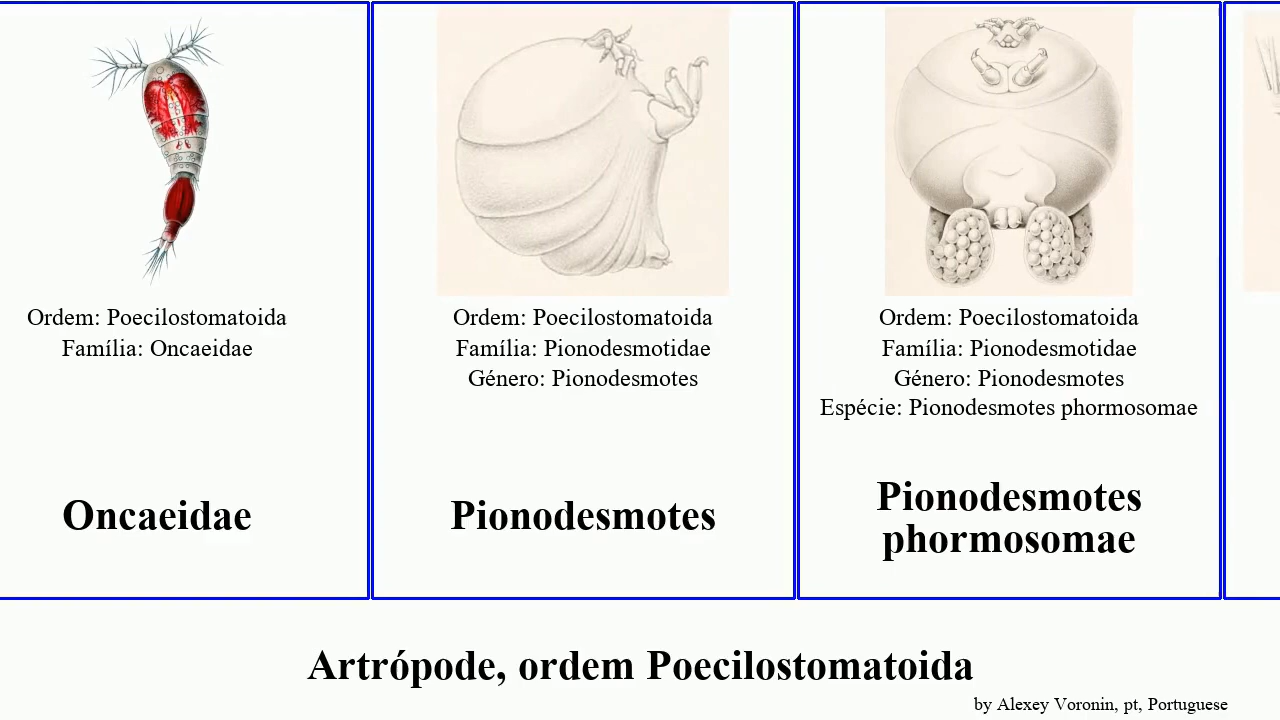 Ordem: Poecilostomatoida
Família: Oncaeidae
Oncaeidae
Ordem: Poecilostomatoida
Família: Pionodesmotidae
Género: Pionodesmotes
Pionodesmotes
Ordem: Poecilostomatoida
Família: Pionodesmotidae
Género: Pionodesmotes
Espécie: Pionodesmotes phormosomae
Pionodesmotes
phormosomae
Artrópode, ordem Poecilostomatoida
by Alexey Voronin, pt, Portuguese